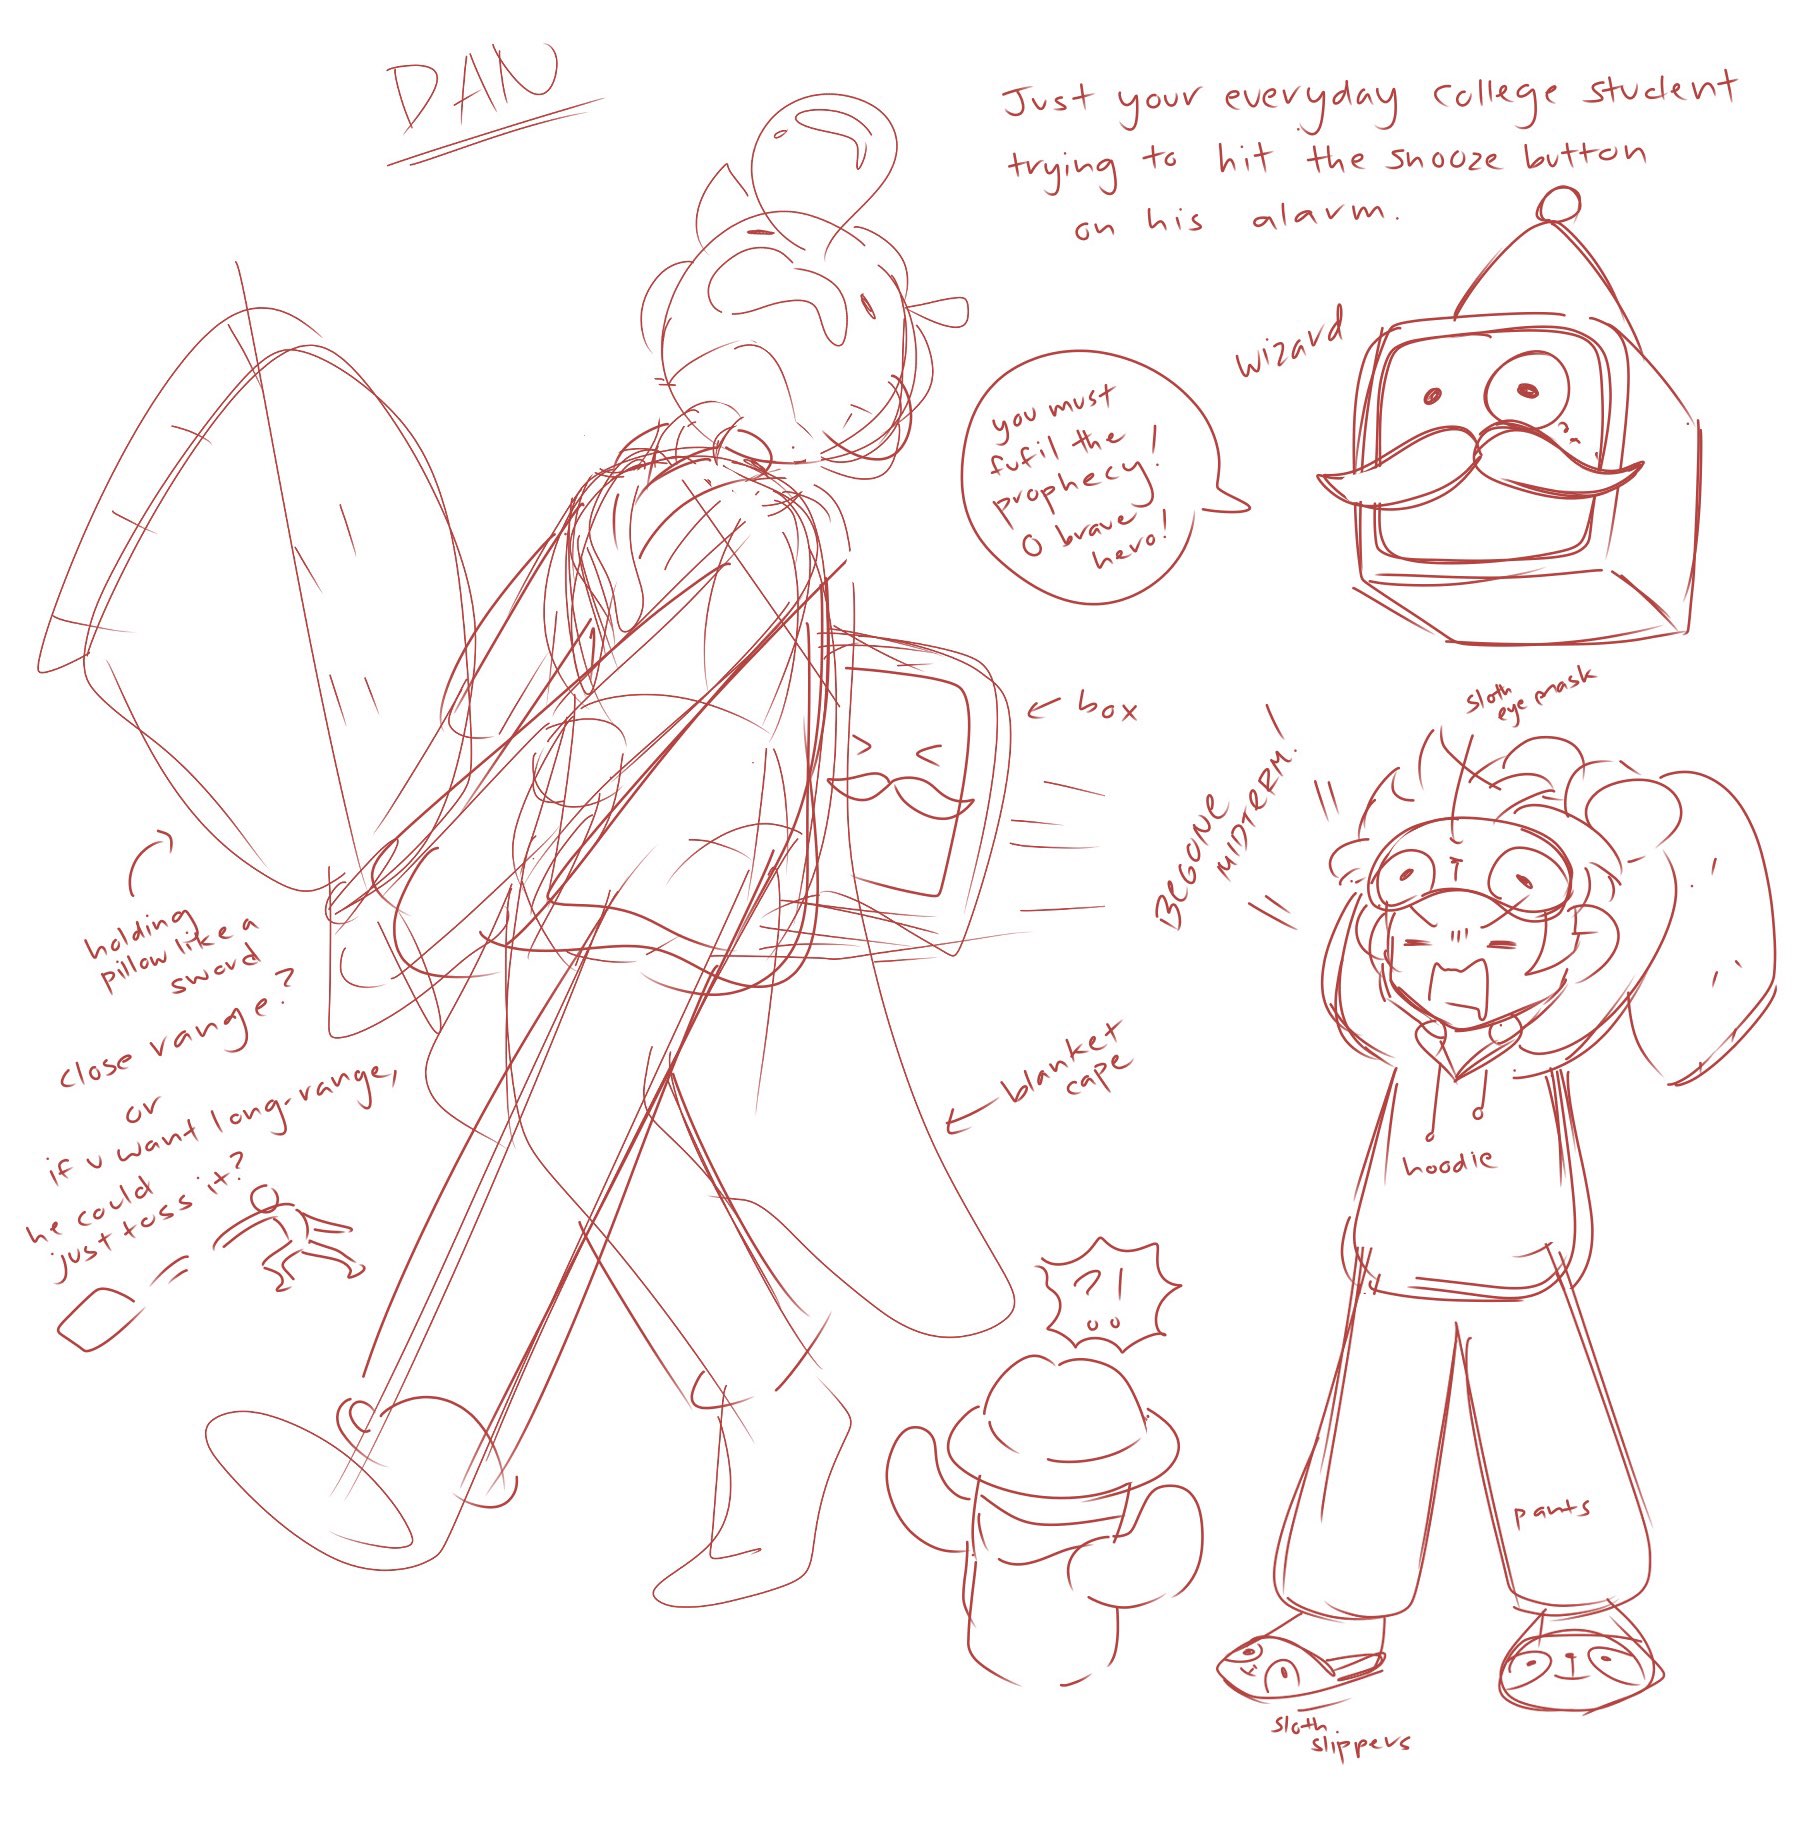 DAN
Just your everyday college student
trying to hit the snooze button
on his alarm.
wizard
you must
fufil the
prophecy!
O brave
hero!
← box
sloth
eye mask
BEGONE
MIDTERM!
holding
pillow like a
sword
close range?
or
if u want long-range,
he could
just toss it?
← blanket
cape
hoodie
?!
pants
sloth
slippers